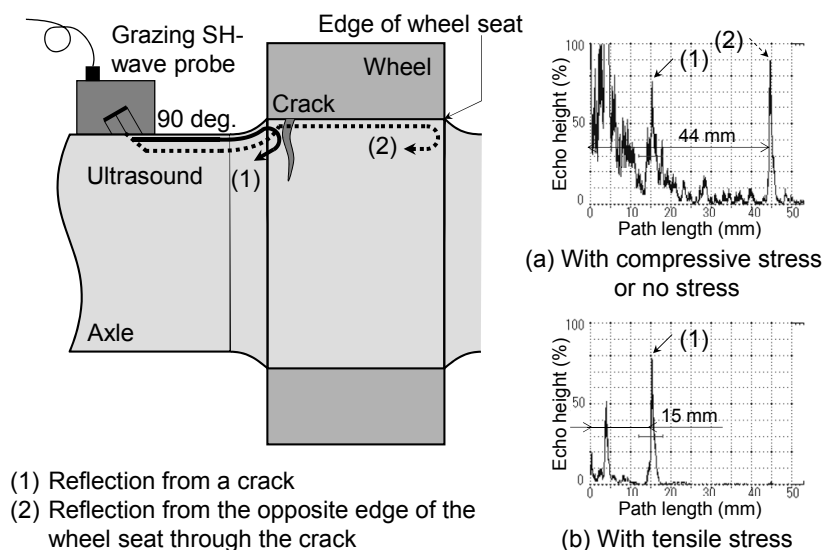 Grazing SH-
wave probe
90 deg.
Ultrasound
Axle
Edge of wheel seat
Wheel
Crack
(1)
(2)
(1) Reflection from a crack
(2) Reflection from the opposite edge of the
wheel seat through the crack
(2)
(1)
100
50
0
Echo height (%)
44 mm
0 10 20 30 40 50
Path length (mm)
(a) With compressive stress
or no stress
(1)
100
50
0
Echo height (%)
15 mm
0 10 20 30 40 50
Path length (mm)
(b) With tensile stress